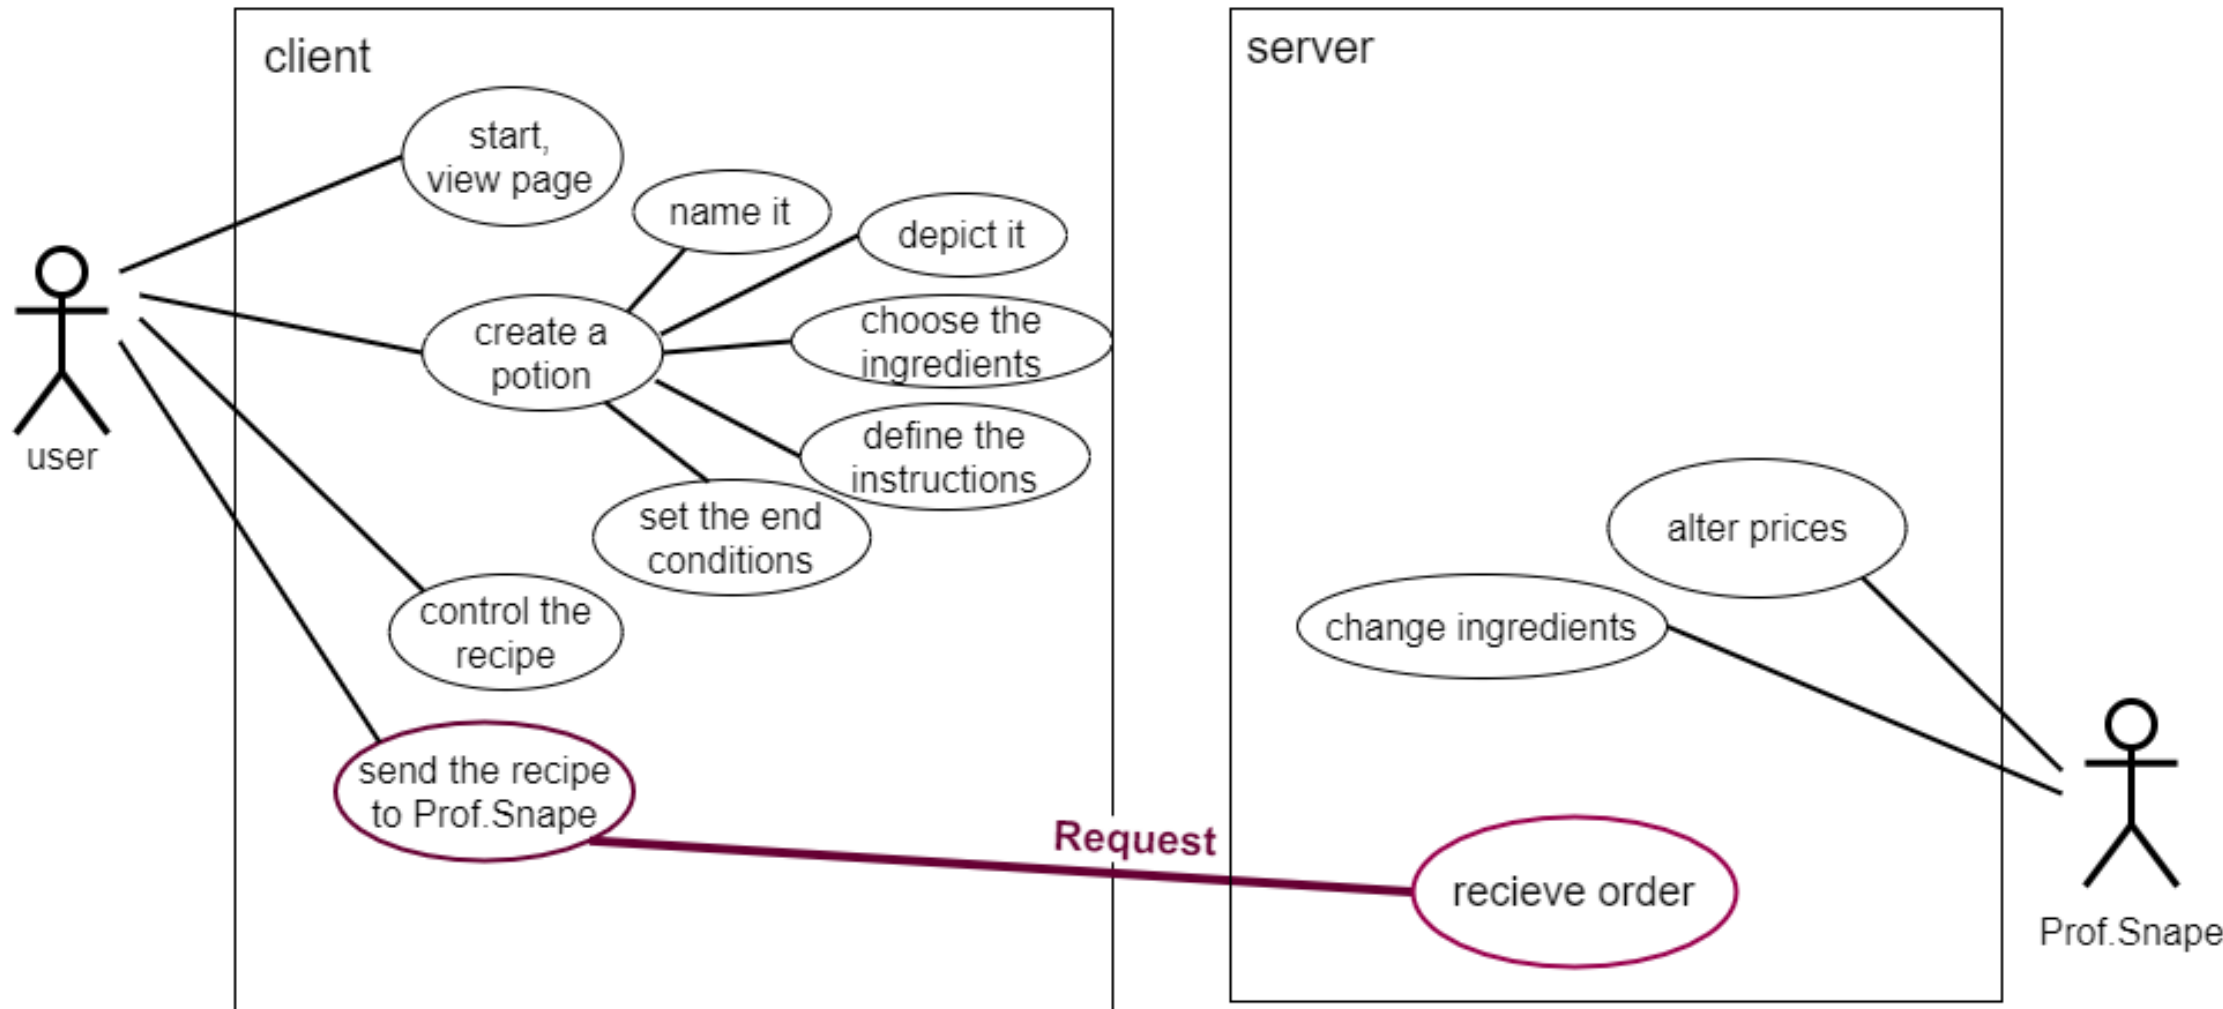 client
server
start,
view page
name it
depict it
create a
potion
choose the
ingredients
define the
instructions
set the end
conditions
user
control the
recipe
send the recipe
to Prof.Snape
Request
alter prices
change ingredients
recieve order
Prof.Snape